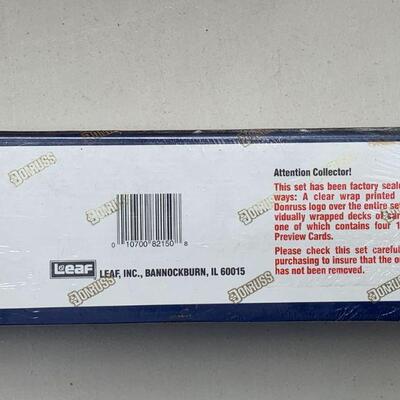 DONRUSS
DONRUSS
DONRUSS
DONRUSS
DONRUSS
Attention Collector!
This set has been factory seale
ways: A clear wrap printed
Donruss logo over the entire se
vidually wrapped decks of car
one of which contains four 1
Preview Cards.
Please check this set careful
purchasing to insure that the o
has not been removed.
0 10700 82150 8
Leaf LEAF, INC., BANNOCKBURN, IL 60015
DONRUSS
DONRUSS
DONRUSS